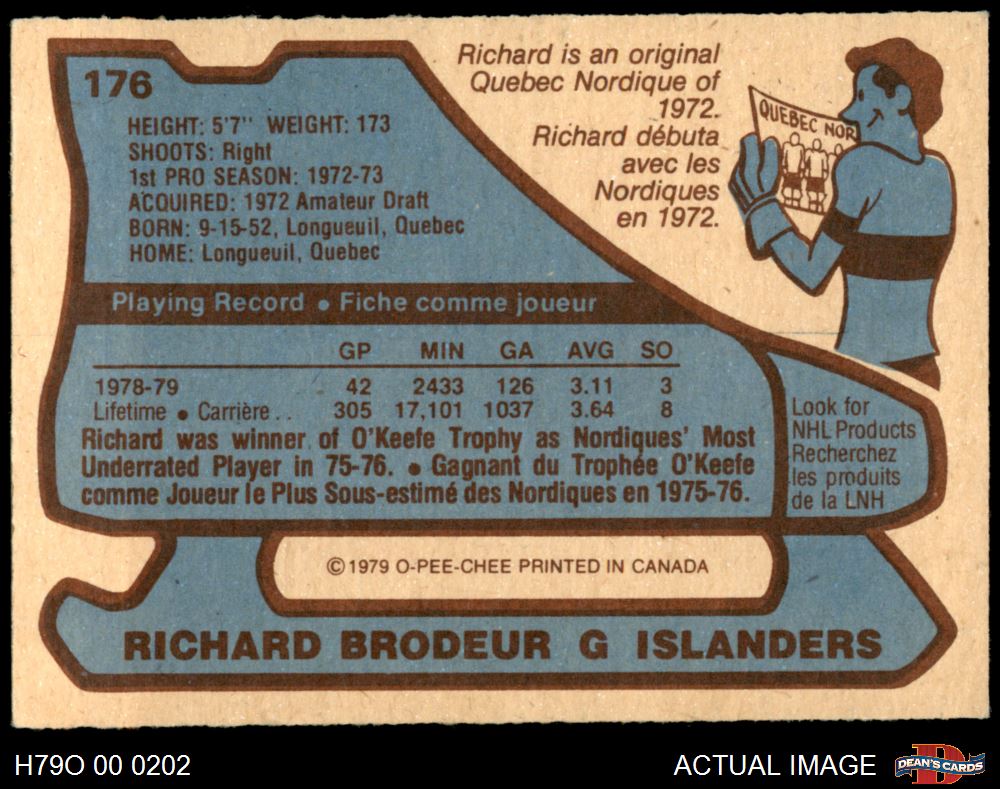 176
HEIGHT: 5'7" WEIGHT: 173
SHOOTS: Right
1st PRO SEASON: 1972-73
ACQUIRED: 1972 Amateur Draft
BORN: 9-15-52, Longueuil, Quebec
HOME: Longueuil, Quebec
Richard is an original
Quebec Nordique of
1972.
Richard débuta
avec les
Nordiques
en 1972.
QUEBEC NOR
Playing Record • Fiche comme joueur
GP MIN GA AVG SO
1978-79 42 2433 126 3.11 3
Lifetime • Carrière . . 305 17,101 1037 3.64 8
Richard was winner of O'Keefe Trophy as Nordiques' Most
Underrated Player in 75-76. • Gagnant du Trophée O'Keefe
comme Joueur le Plus Sous-estimé des Nordiques en 1975-76.
Look for
NHL Products
Recherchez
les produits
de la LNH
©1979 O-PEE-CHEE PRINTED IN CANADA
RICHARD BRODEUR G ISLANDERS
H79O 00 0202
ACTUAL IMAGE
D
DEAN'S CARDS